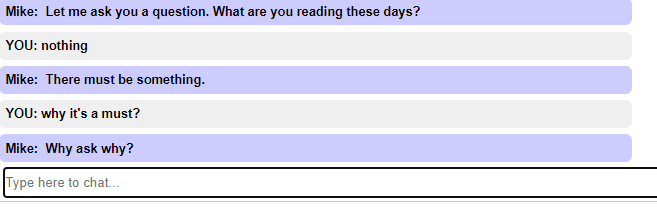 Mike: Let me ask you a question. What are you reading these days?
YOU: nothing
Mike: There must be something.
YOU: why it's a must?
Mike: Why ask why?
Type here to chat...